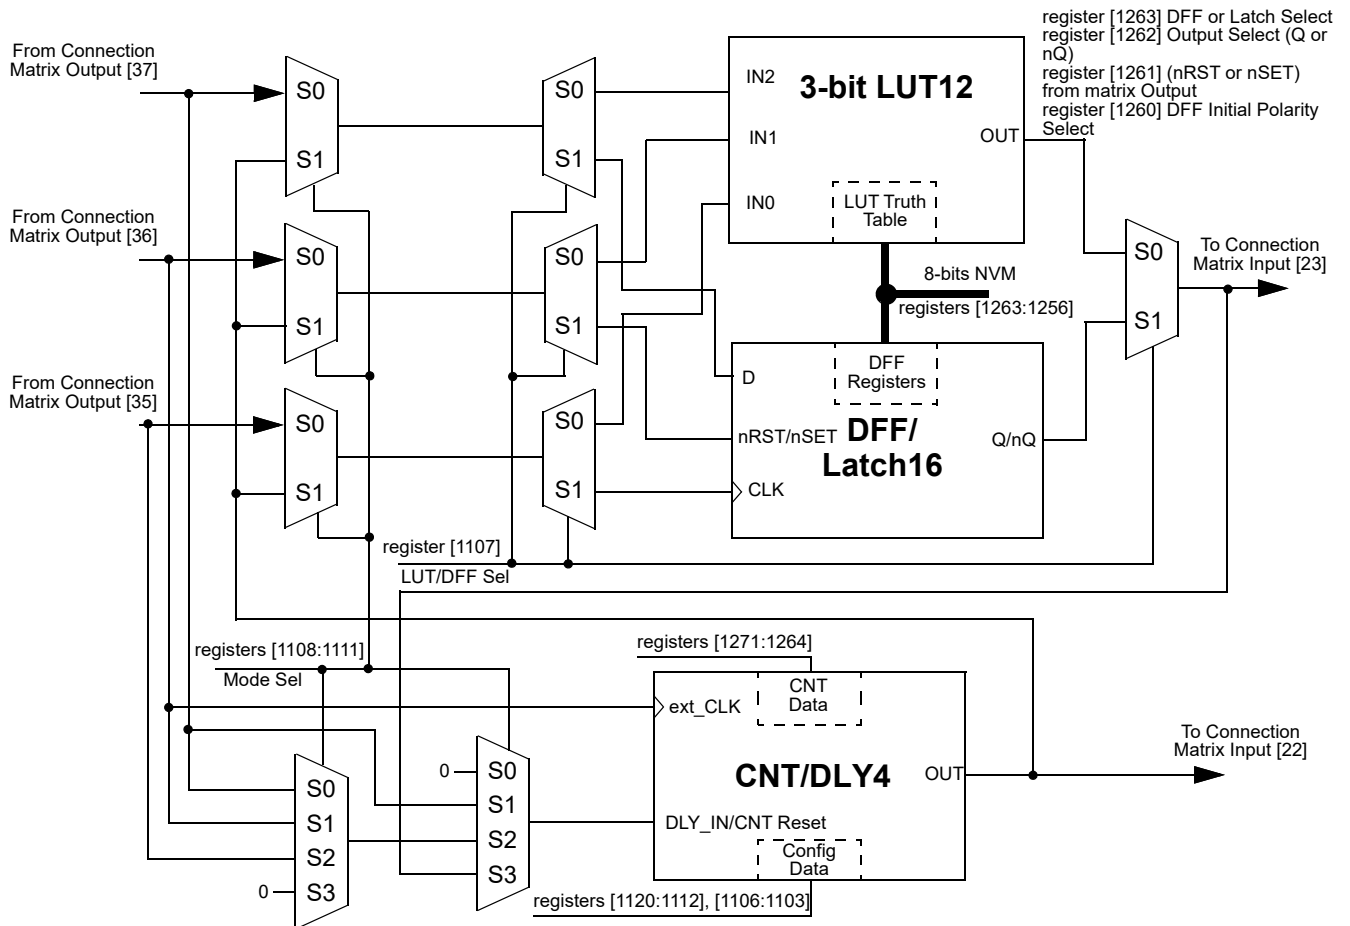 From Connection
Matrix Output [37]
From Connection
Matrix Output [36]
From Connection
Matrix Output [35]
S0
S1
S0
S1
S0
S1
S0
S1
S0
S1
S0
S1
IN2
IN1
IN0
3-bit LUT12
OUT
LUT Truth
Table
register [1263] DFF or Latch Select
register [1262] Output Select (Q or
nQ)
register [1261] (nRST or nSET)
from matrix Output
register [1260] DFF Initial Polarity
Select
8-bits NVM
registers [1263:1256]
S0
S1
To Connection
Matrix Input [23]
DFF
Registers
D
nRST/nSET
CLK
DFF/
Latch16
Q/nQ
register [1107]
LUT/DFF Sel
registers [1108:1111]
Mode Sel
registers [1271:1264]
CNT
Data
ext_CLK
CNT/DLY4
OUT
DLY_IN/CNT Reset
Config
Data
registers [1120:1112], [1106:1103]
To Connection
Matrix Input [22]
S0
S1
S2
0
S3
0
S0
S1
S2
S3